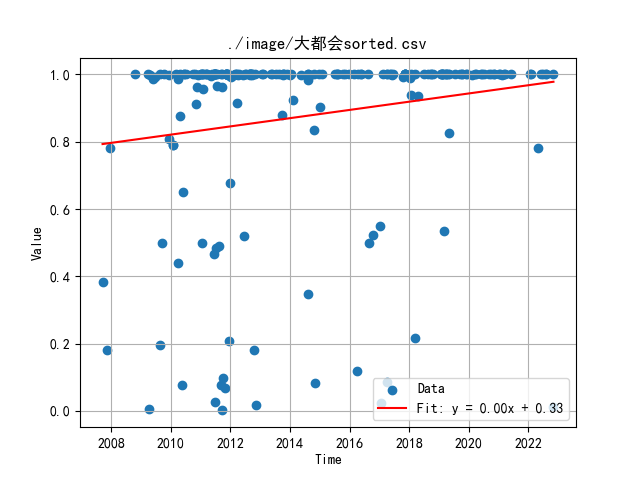 ./image/大都会sorted.csv
1.0
0.8
0.6
0.4
0.2
0.0
Value
2008 2010 2012 2014 2016 2018 2020 2022
Time
Data
Fit: y = 0.00x + 0.33